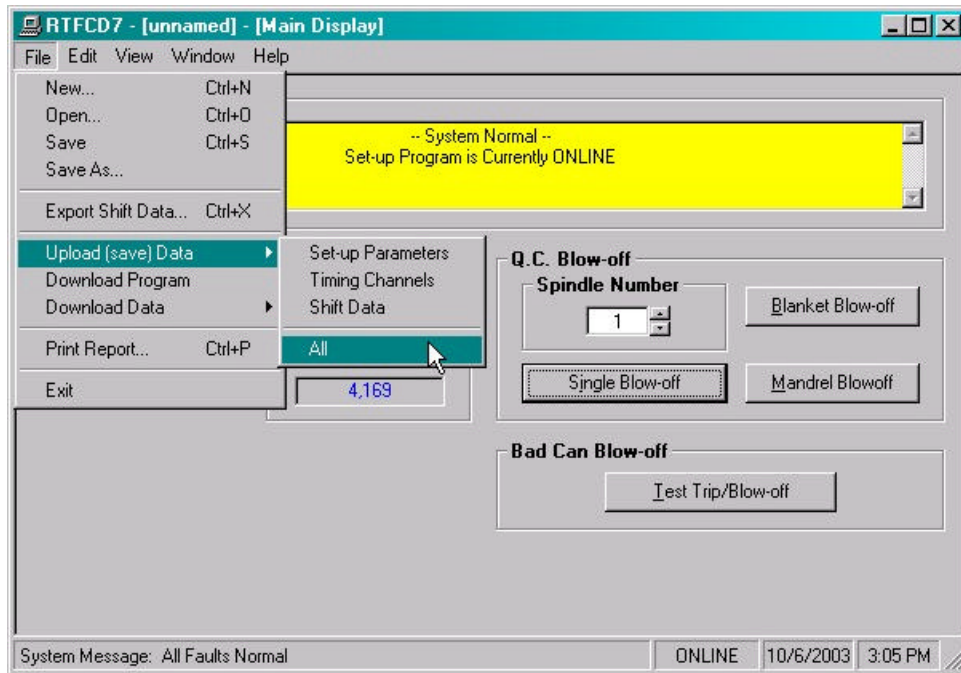 RTFCD7 - [unnamed] - [Main Display]
File Edit View Window Help
New... Ctrl+N
Open... Ctrl+O
Save Ctrl+S
Save As...
Export Shift Data... Ctrl+X
Upload (save) Data
Download Program
Download Data
Print Report... Ctrl+P
Exit
Set-up Parameters
Timing Channels
Shift Data
All
-- System Normal --
Set-up Program is Currently ONLINE
4,169
Q.C. Blow-off
Spindle Number
1
Blanket Blow-off
Single Blow-off
Mandrel Blowoff
Bad Can Blow-off
Test Trip/Blow-off
System Message: All Faults Normal
ONLINE 10/6/2003 3:05 PM